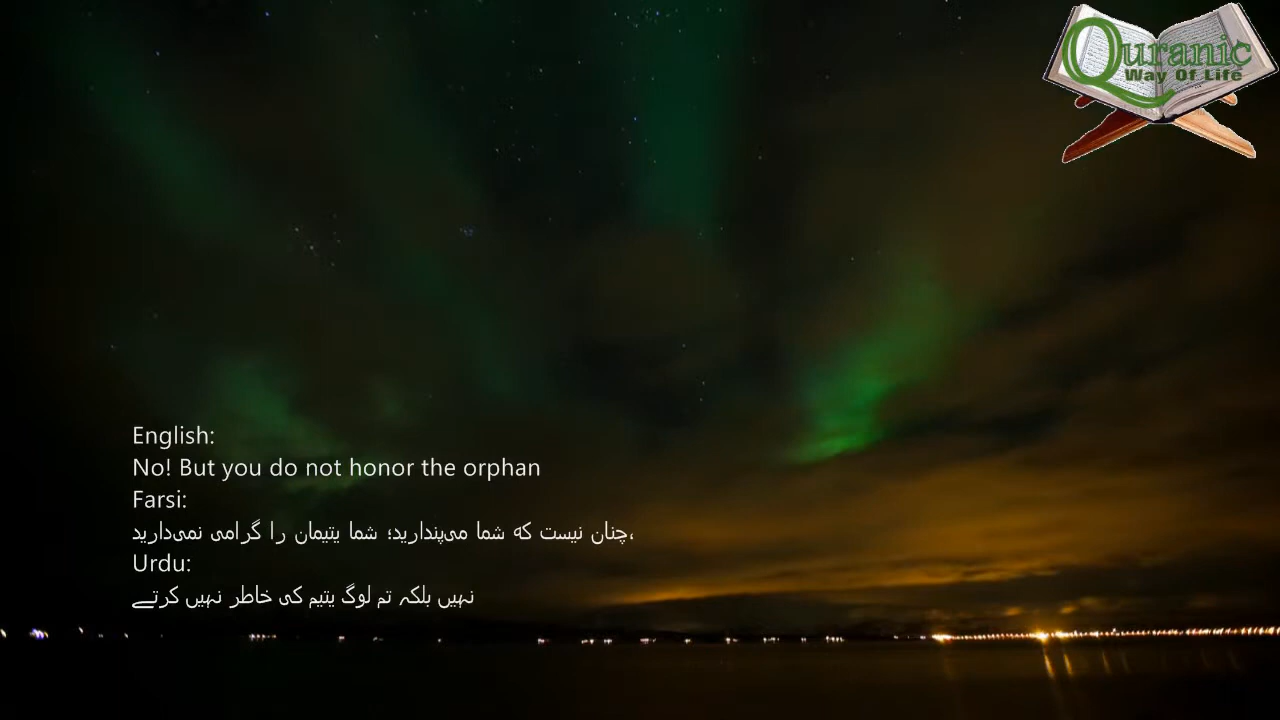 Quranic
Way Of Life
English:
No! But you do not honor the orphan
Farsi:
چنان نیست که شما می‌پندارید؛ شما یتیمان را گرامی نمی‌دارید،
Urdu:
نہیں بلکہ تم لوگ یتیم کی خاطر نہیں کرتے